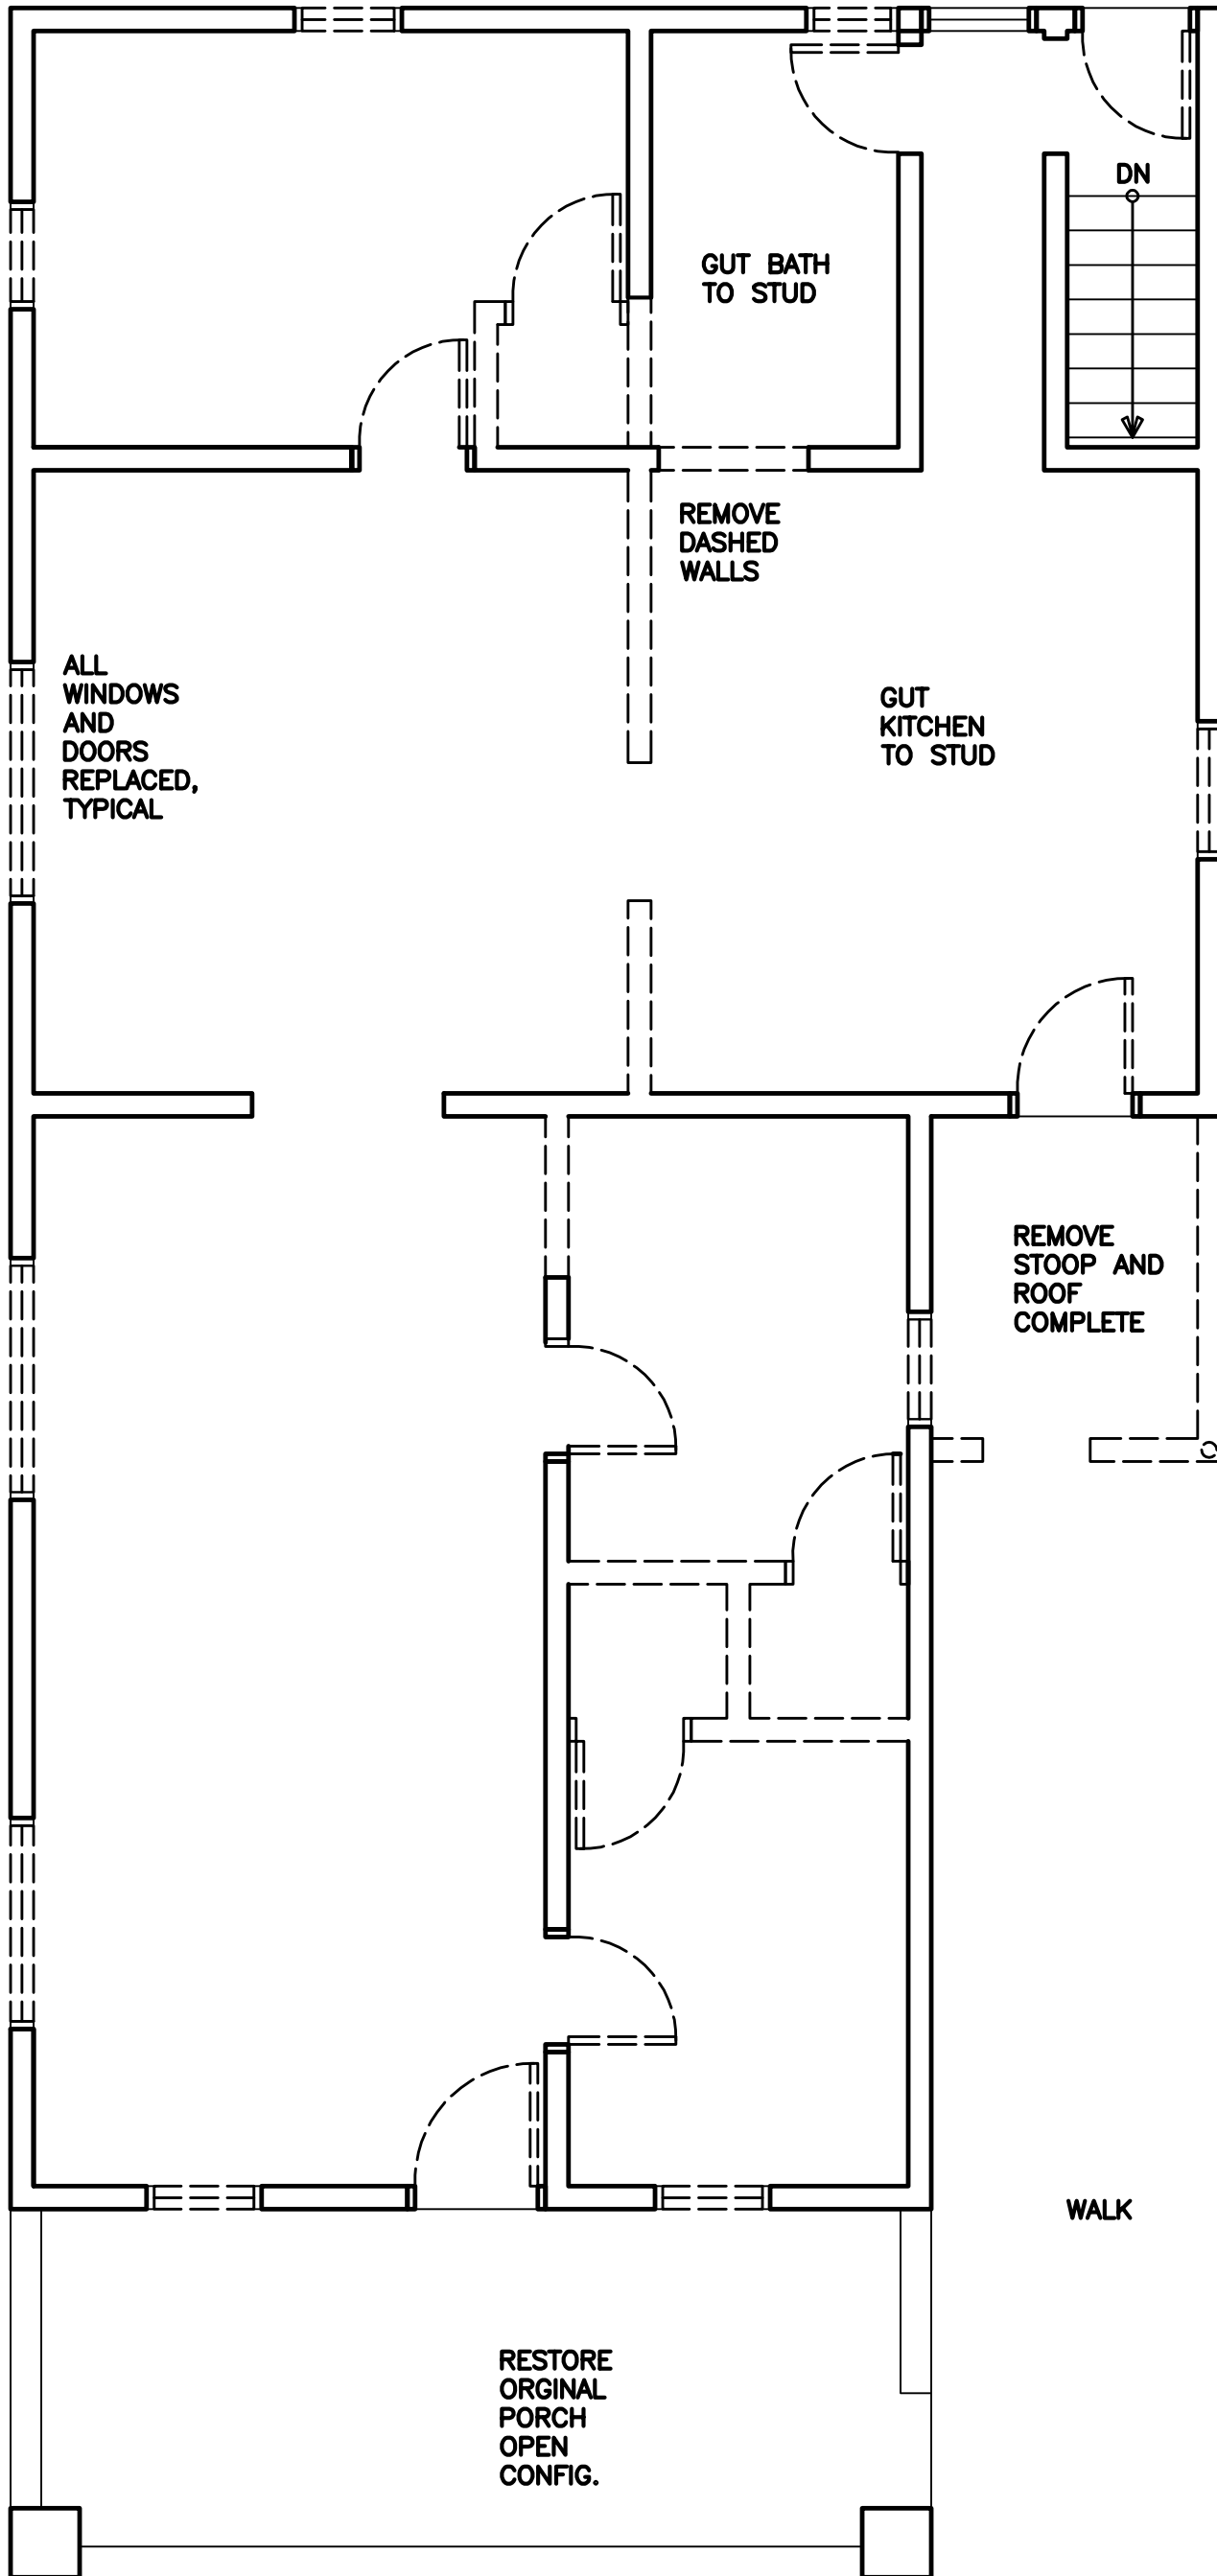 DN
GUT BATH
TO STUD
REMOVE
DASHED
WALLS
ALL
WINDOWS
AND
DOORS
REPLACED,
TYPICAL
GUT
KITCHEN
TO STUD
REMOVE
STOOP AND
ROOF
COMPLETE
WALK
RESTORE
ORGINAL
PORCH
OPEN
CONFIG.